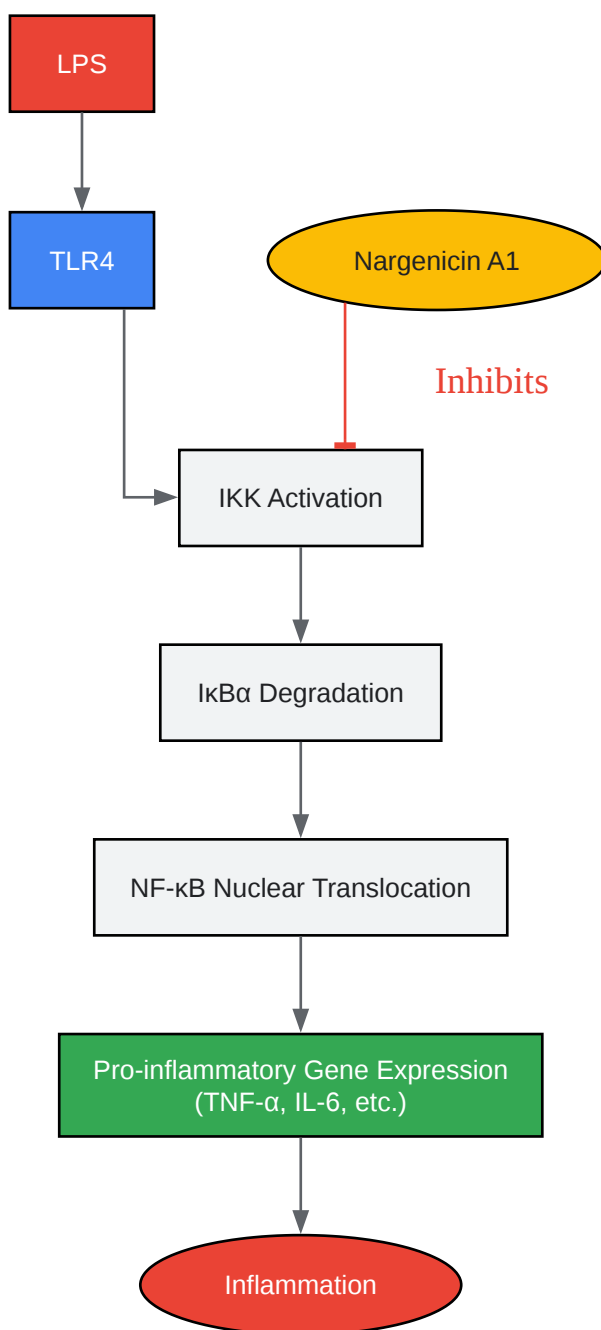 LPS
TLR4
Nargenicin A1
Inhibits
IKK Activation
IκBα Degradation
NF-κB Nuclear Translocation
Pro-inflammatory Gene Expression
(TNF-α, IL-6, etc.)
Inflammation